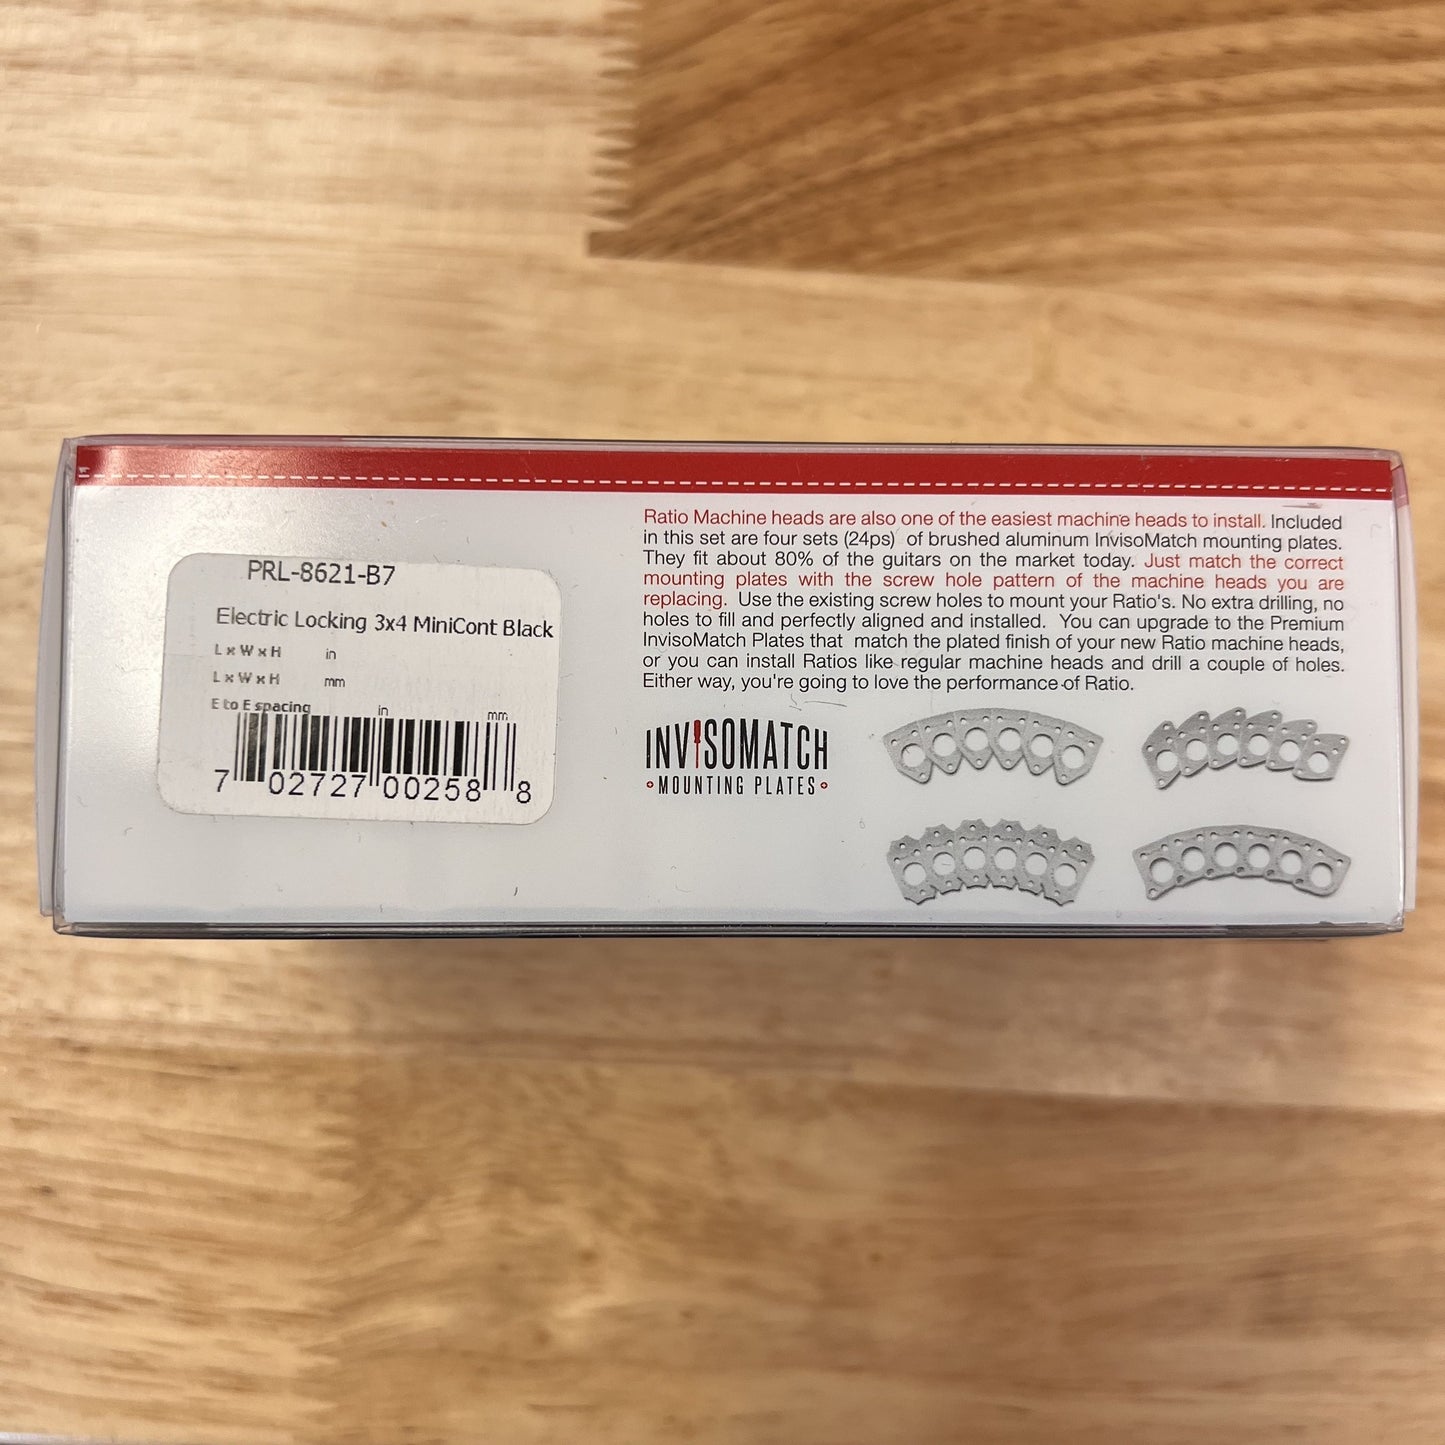 PRL-8621-B7
Electric Locking 3x4 MiniCont Black
L x W x H in
L x W x H mm
E to E spacing in mm
7 02727 00258 8
Ratio Machine heads are also one of the easiest machine heads to install. Included
in this set are four sets (24ps) of brushed aluminum InvisoMatch mounting plates.
They fit about 80% of the guitars on the market today. Just match the correct
mounting plates with the screw hole pattern of the machine heads you are
replacing. Use the existing screw holes to mount your Ratio's. No extra drilling, no
holes to fill and perfectly aligned and installed. You can upgrade to the Premium
InvisoMatch Plates that match the plated finish of your new Ratio machine heads,
or you can install Ratios like regular machine heads and drill a couple of holes.
Either way, you're going to love the performance of Ratio.
INVISOMATCH
MOUNTING PLATES